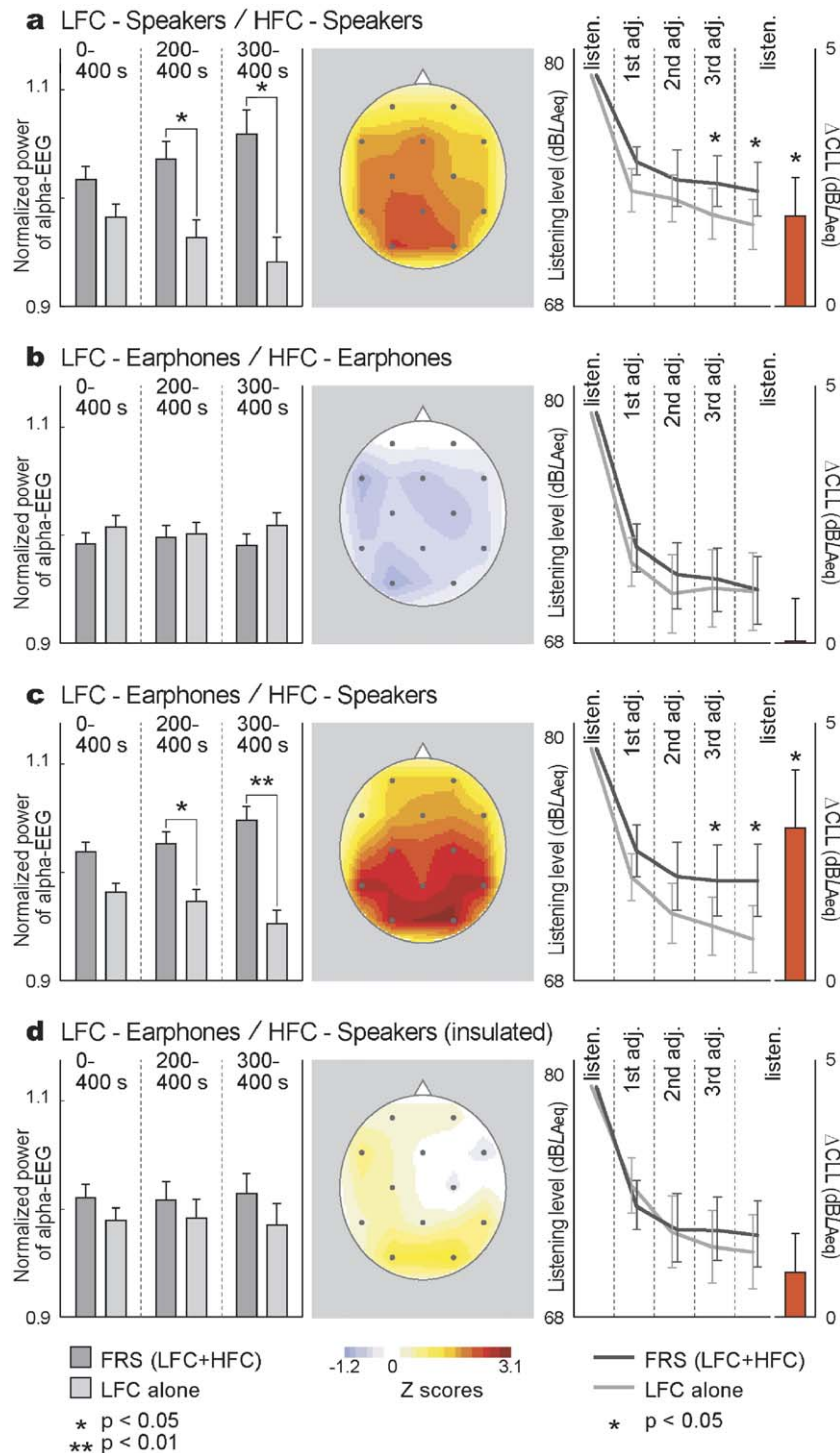 a LFC - Speakers / HFC - Speakers
0-
400 s
200-
400 s
300-
400 s
1.1
0.9
Normalized power
of alpha-EEG
*
*
80
68
Listening level (dBLAeq)
listen.
1st adj.
2nd adj.
3rd adj.
listen.
*
*
*
5
0
ΔCLL (dBLAeq)
b LFC - Earphones / HFC - Earphones
0-
400 s
200-
400 s
300-
400 s
1.1
0.9
Normalized power
of alpha-EEG
80
68
Listening level (dBLAeq)
listen.
1st adj.
2nd adj.
3rd adj.
listen.
5
0
ΔCLL (dBLAeq)
c LFC - Earphones / HFC - Speakers
0-
400 s
200-
400 s
300-
400 s
1.1
0.9
Normalized power
of alpha-EEG
*
**
80
68
Listening level (dBLAeq)
listen.
1st adj.
2nd adj.
3rd adj.
listen.
*
*
*
5
0
ΔCLL (dBLAeq)
d LFC - Earphones / HFC - Speakers (insulated)
0-
400 s
200-
400 s
300-
400 s
1.1
0.9
Normalized power
of alpha-EEG
80
68
Listening level (dBLAeq)
listen.
1st adj.
2nd adj.
3rd adj.
listen.
5
0
ΔCLL (dBLAeq)
FRS (LFC+HFC)
LFC alone
* p < 0.05
** p < 0.01
-1.2 0 3.1
Z scores
FRS (LFC+HFC)
LFC alone
* p < 0.05